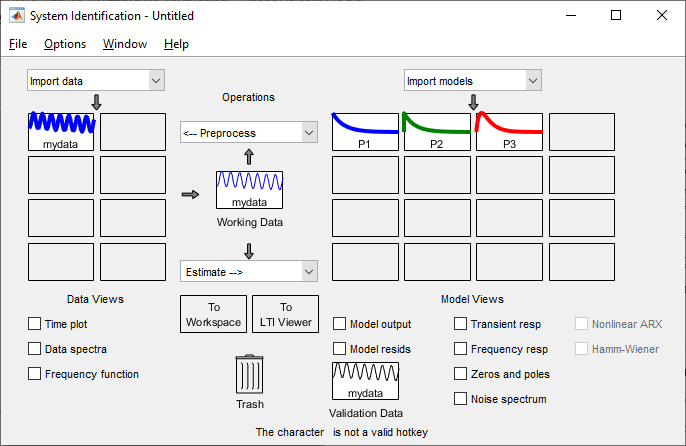 System Identification - Untitled
File Options Window Help
Import data
Import models
Operations
<-- Preprocess
mydata
P1
P2
P3
mydata
Working Data
Estimate -->
Data Views
To
Workspace
To
LTI Viewer
Model Views
Time plot
Data spectra
Frequency function
Model output
Model resids
Transient resp
Frequency resp
Zeros and poles
Noise spectrum
Nonlinear ARX
Hamm-Wiener
Trash
mydata
Validation Data
The character is not a valid hotkey